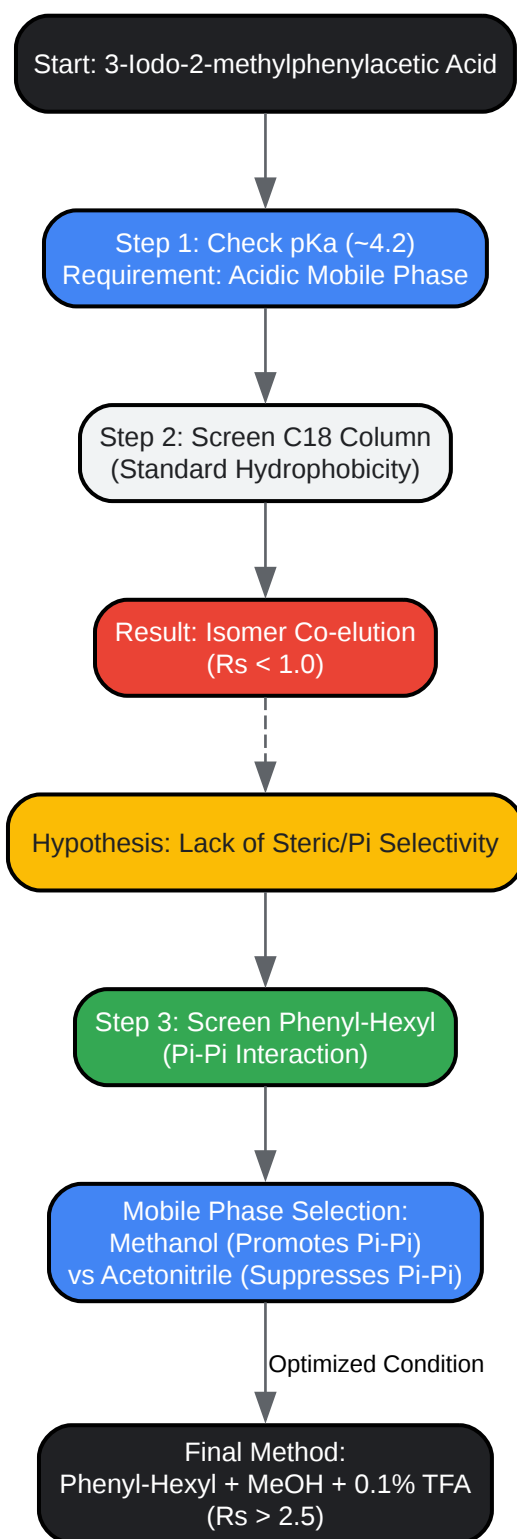 Start: 3-Iodo-2-methylphenylacetic Acid
Step 1: Check pKa (~4.2)
Requirement: Acidic Mobile Phase
Step 2: Screen C18 Column
(Standard Hydrophobicity)
Result: Isomer Co-elution
(Rs < 1.0)
Hypothesis: Lack of Steric/Pi Selectivity
Step 3: Screen Phenyl-Hexyl
(Pi-Pi Interaction)
Mobile Phase Selection:
Methanol (Promotes Pi-Pi)
vs Acetonitrile (Suppresses Pi-Pi)
Optimized Condition
Final Method:
Phenyl-Hexyl + MeOH + 0.1% TFA
(Rs > 2.5)